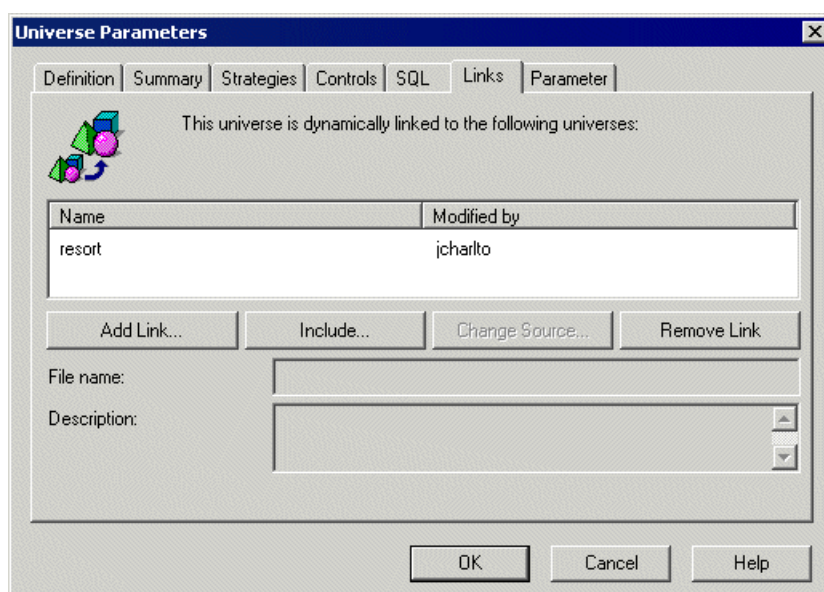 Universe Parameters
Definition Summary Strategies Controls SQL Links Parameter
This universe is dynamically linked to the following universes:
Name Modified by
resort jcharlto
Add Link... Include... Change Source... Remove Link
File name:
Description:
OK Cancel Help